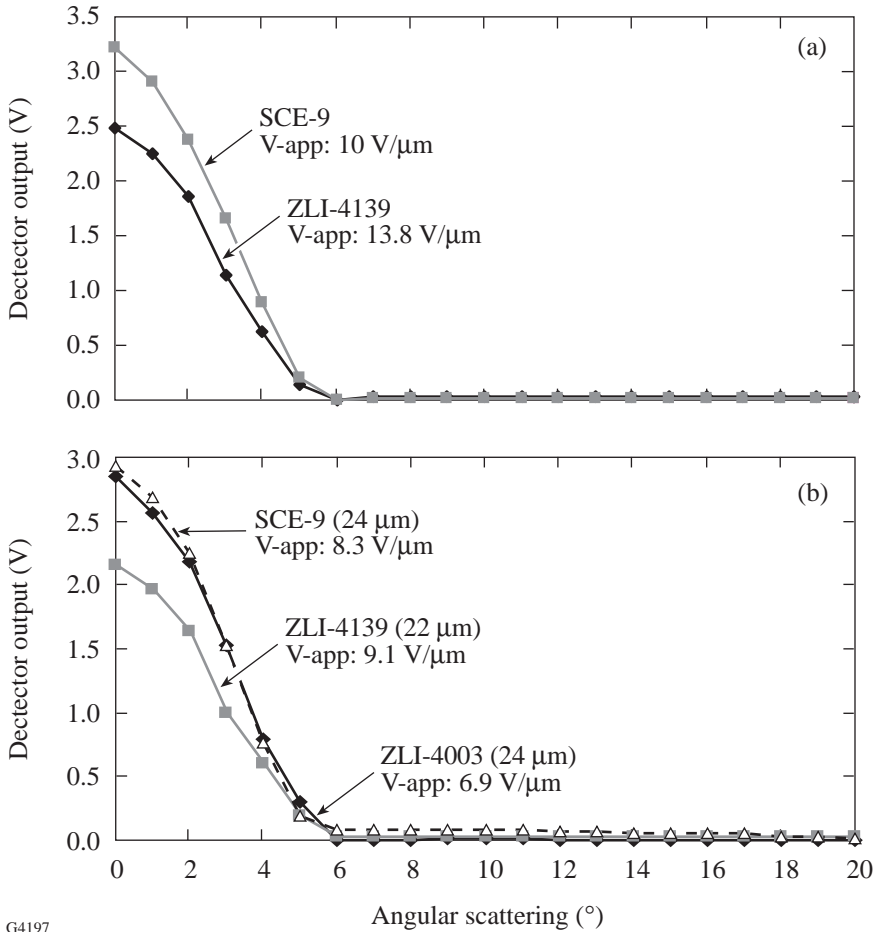 3.5
(a)
3.0
2.5
2.0
1.5
1.0
0.5
0.0
Dectector output (V)
SCE-9
V-app: 10 V/μm
ZLI-4139
V-app: 13.8 V/μm
3.0
(b)
2.5
2.0
1.5
1.0
0.5
0.0
Dectector output (V)
SCE-9 (24 μm)
V-app: 8.3 V/μm
ZLI-4139 (22 μm)
V-app: 9.1 V/μm
ZLI-4003 (24 μm)
V-app: 6.9 V/μm
0 2 4 6 8 10 12 14 16 18 20
Angular scattering (°)
G4197